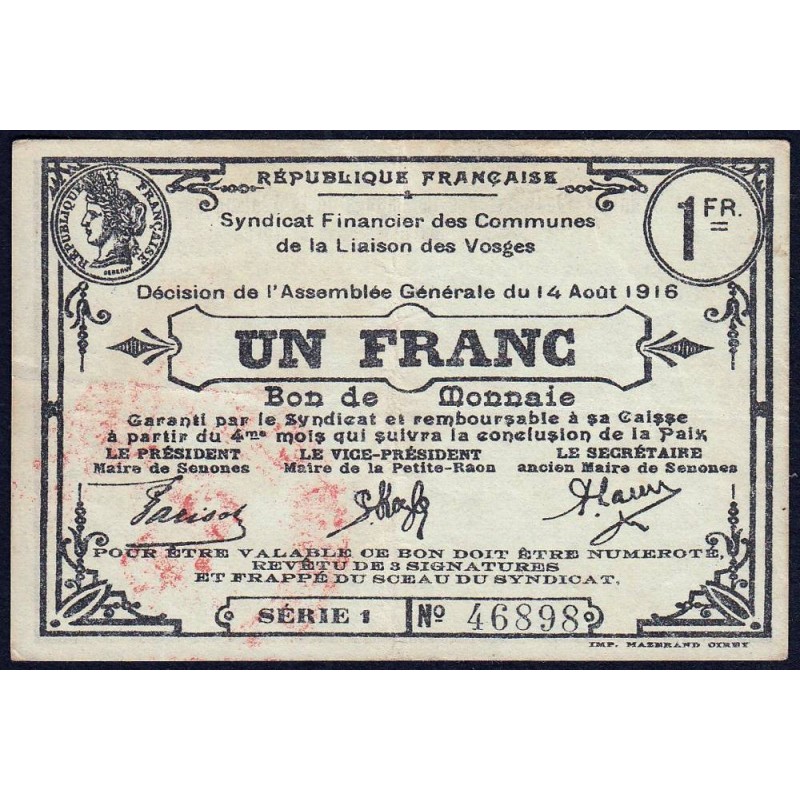 RÉPUBLIQUE FRANÇAISE
RÉPUBLIQUE FRANÇAISE
1 FR.
Syndicat Financier des Communes
de la Liaison des Vosges
Décision de l'Assemblée Générale du 14 Août 1916
UN FRANC
Bon de Monnaie
Garanti par le Syndicat et remboursable à sa Caisse
à partir du 4me mois qui suivra la conclusion de la Paix
LE PRÉSIDENT LE VICE-PRÉSIDENT LE SECRÉTAIRE
Maire de Senones Maire de la Petite-Raon ancien Maire de Senones
Parisot
POUR ÊTRE VALABLE CE BON DOIT ÊTRE NUMEROTÉ,
REVÊTU DE 3 SIGNATURES
ET FRAPPÉ DU SCEAU DU SYNDICAT.
SÉRIE 1 Nº 46898
IMP. MAZERAND CIREY